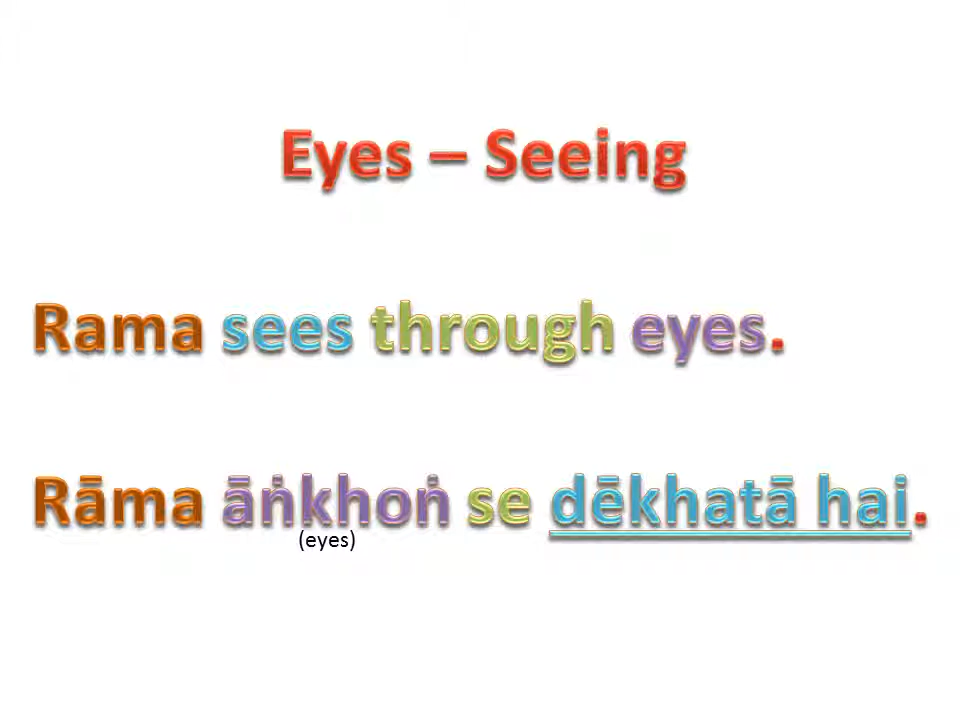 Eyes – Seeing
Rama sees through eyes.
Rāma āṅkhoṅ se dēkhatā hai.
(eyes)